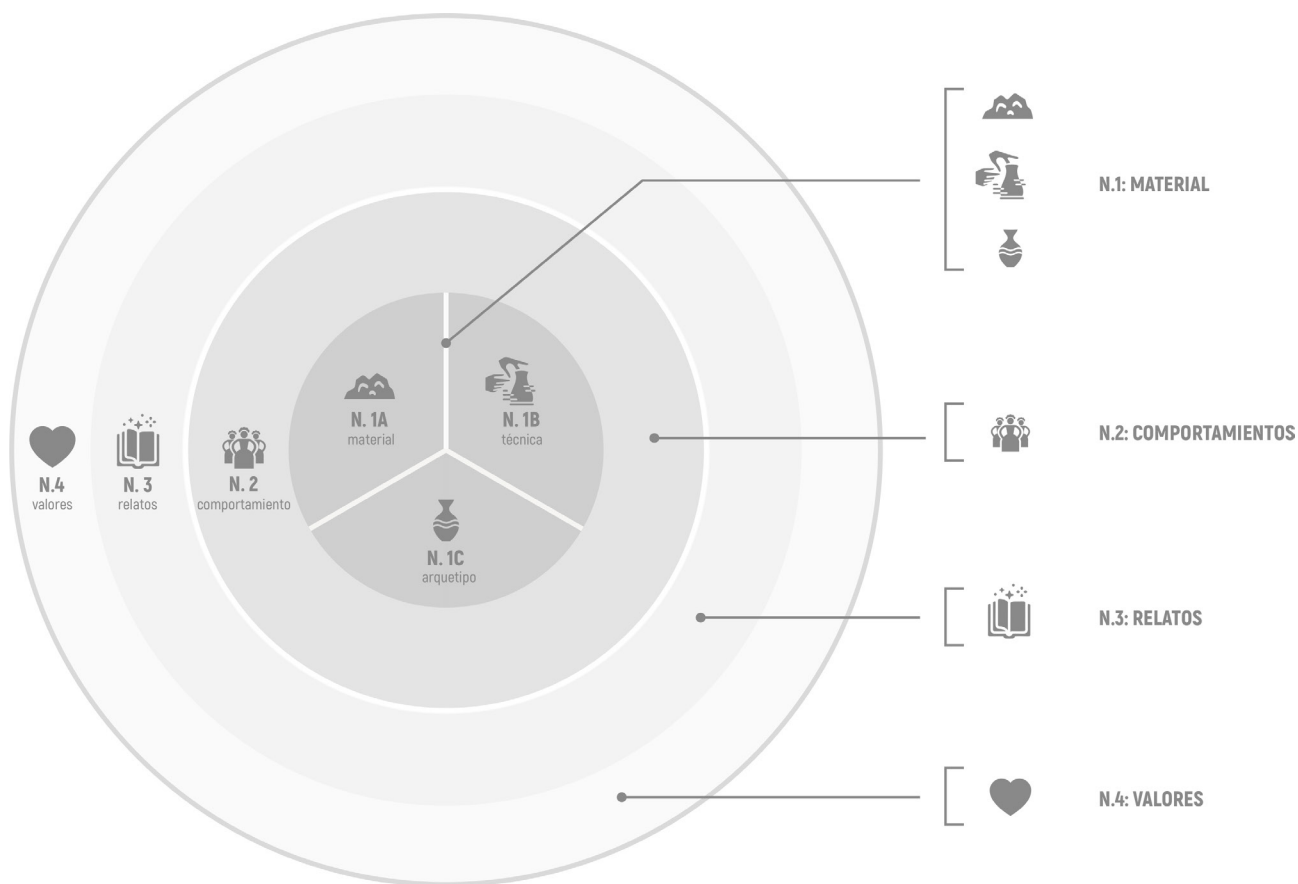 N.1: MATERIAL
N. 1A
material
N. 1B
técnica
N.2: COMPORTAMIENTOS
N.4
valores
N. 3
relatos
N. 2
comportamiento
N. 1C
arquetipo
N.3: RELATOS
N.4: VALORES